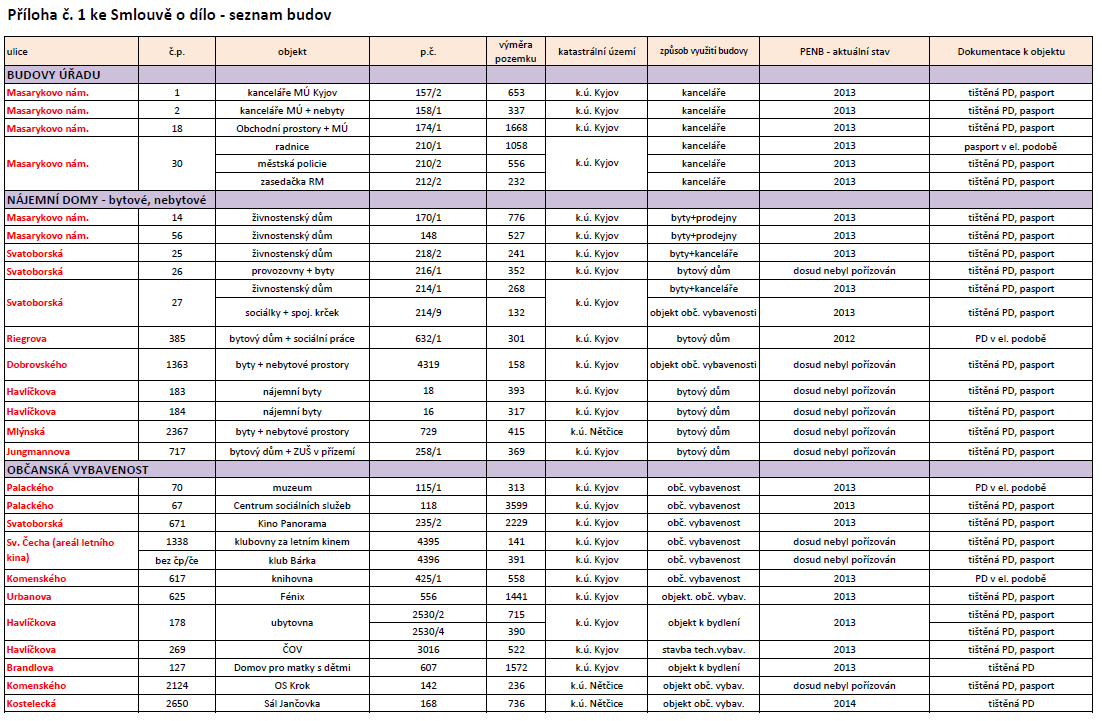 Příloha č. 1 ke Smlouvě o dílo - seznam budov
ulice č.p. objekt p.č. výměra pozemku katastrální území způsob využití budovy PENB - aktuální stav Dokumentace k objektu
BUDOVY ÚŘADU
Masarykovo nám. 1 kanceláře MÚ Kyjov 157/2 653 k.ú. Kyjov kanceláře 2013 tištěná PD, pasport
Masarykovo nám. 2 kanceláře MÚ + nebyty 158/1 337 k.ú. Kyjov kanceláře 2013 tištěná PD, pasport
Masarykovo nám. 18 Obchodní prostory + MÚ 174/1 1668 k.ú. Kyjov kanceláře 2013 tištěná PD, pasport
radnice 210/1 1058 kanceláře 2013 pasport v el. podobě
Masarykovo nám. 30 městská policie 210/2 556 k.ú. Kyjov kanceláře 2013 tištěná PD, pasport
zasedačka RM 212/2 232 kanceláře 2013 tištěná PD, pasport
NÁJEMNÍ DOMY - bytové, nebytové
Masarykovo nám. 14 živnostenský dům 170/1 776 k.ú. Kyjov byty+prodejny 2013 tištěná PD, pasport
Masarykovo nám. 56 živnostenský dům 148 527 k.ú. Kyjov byty+prodejny 2013 tištěná PD, pasport
Svatoborská 25 živnostenský dům 218/2 241 k.ú. Kyjov byty+kanceláře 2013 tištěná PD, pasport
Svatoborská 26 provozovny + byty 216/1 352 k.ú. Kyjov bytový dům dosud nebyl pořizován tištěná PD, pasport
živnostenský dům 214/1 268 byty+kanceláře 2013 tištěná PD, pasport
Svatoborská 27 k.ú. Kyjov
sociálky + spoj. krček 214/9 132 objekt obč. vybavenosti 2013 tištěná PD, pasport
Riegrova 385 bytový dům + sociální práce 632/1 301 k.ú. Kyjov bytový dům 2012 PD v el. podobě
Dobrovského 1363 byty + nebytové prostory 4319 158 k.ú. Kyjov objekt obč. vybavenosti dosud nebyl pořizován tištěná PD, pasport
Havlíčkova 183 nájemní byty 18 393 k.ú. Kyjov bytový dům dosud nebyl pořizován tištěná PD, pasport
Havlíčkova 184 nájemní byty 16 317 k.ú. Kyjov bytový dům dosud nebyl pořizován tištěná PD, pasport
Mlýnská 2367 byty + nebytové prostory 729 415 k.ú. Nětčice bytový dům dosud nebyl pořizován tištěná PD, pasport
Jungmannova 717 bytový dům + ZUŠ v přízemí 258/1 369 k.ú. Kyjov bytový dům dosud nebyl pořizován tištěná PD, pasport
OBČANSKÁ VYBAVENOST
Palackého 70 muzeum 115/1 313 k.ú. Kyjov obč. vybavenost 2013 PD v el. podobě
Palackého 67 Centrum sociálních služeb 118 3599 k.ú. Kyjov obč. vybavenost 2013 tištěná PD, pasport
Svatoborská 671 Kino Panorama 235/2 2229 k.ú. Kyjov obč. vybavenost 2013 tištěná PD, pasport
Sv. Čecha (areál letního 1338 klubovny za letním kinem 4395 141 k.ú. Kyjov obč. vybavenost dosud nebyl pořizován tištěná PD, pasport
kina) bez čp/če klub Bárka 4396 391 k.ú. Kyjov obč. vybavenost dosud nebyl pořizován tištěná PD, pasport
Komenského 617 knihovna 425/1 558 k.ú. Kyjov obč. vybavenost 2013 PD v el. podobě
Urbanova 625 Fénix 556 1441 k.ú. Kyjov objekt. obč. vybav. 2013 tištěná PD, pasport
2530/2 715 tištěná PD, pasport
Havlíčkova 178 ubytovna k.ú. Kyjov objekt k bydlení 2013
2530/4 390 tištěná PD, pasport
Havlíčkova 269 ČOV 3016 522 k.ú. Kyjov stavba tech.vybav. 2013 tištěná PD, pasport
Brandlova 127 Domov pro matky s dětmi 607 1572 k.ú. Kyjov objekt k bydlení 2013 tištěná PD
Komenského 2124 OS Krok 142 236 k.ú. Nětčice objekt obč. vybav. dosud nebyl pořizován tištěná PD, pasport
Kostelecká 2650 Sál Jančovka 168 736 k.ú. Nětčice objekt obč. vybav. 2014 tištěná PD